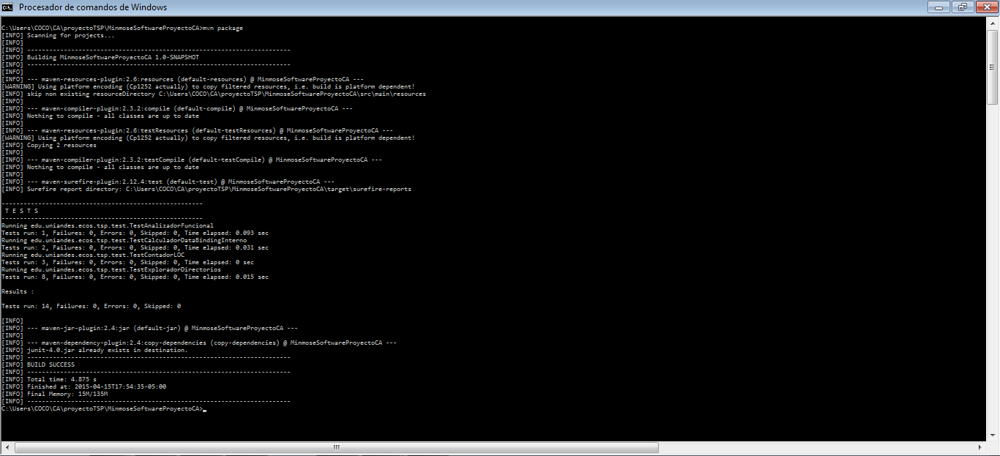 Procesador de comandos de Windows
C:\Users\COCO\CA\proyectoTSP\MinmoseSoftwareProyectoCA>mvn package
[INFO] Scanning for projects...
[INFO]
[INFO] ------------------------------------------------------------------------
[INFO] Building MinmoseSoftwareProyectoCA 1.0-SNAPSHOT
[INFO] ------------------------------------------------------------------------
[INFO]
[INFO] --- maven-resources-plugin:2.6:resources (default-resources) @ MinmoseSoftwareProyectoCA ---
[WARNING] Using platform encoding (Cp1252 actually) to copy filtered resources, i.e. build is platform dependent!
[INFO] skip non existing resourceDirectory C:\Users\COCO\CA\proyectoTSP\MinmoseSoftwareProyectoCA\src\main\resources
[INFO]
[INFO] --- maven-compiler-plugin:2.3.2:compile (default-compile) @ MinmoseSoftwareProyectoCA ---
[INFO] Nothing to compile - all classes are up to date
[INFO]
[INFO] --- maven-resources-plugin:2.6:testResources (default-testResources) @ MinmoseSoftwareProyectoCA ---
[WARNING] Using platform encoding (Cp1252 actually) to copy filtered resources, i.e. build is platform dependent!
[INFO] Copying 2 resources
[INFO]
[INFO] --- maven-compiler-plugin:2.3.2:testCompile (default-testCompile) @ MinmoseSoftwareProyectoCA ---
[INFO] Nothing to compile - all classes are up to date
[INFO]
[INFO] --- maven-surefire-plugin:2.12.4:test (default-test) @ MinmoseSoftwareProyectoCA ---
[INFO] Surefire report directory: C:\Users\COCO\CA\proyectoTSP\MinmoseSoftwareProyectoCA\target\surefire-reports
-------------------------------------------------------
T E S T S
-------------------------------------------------------
Running edu.uniandes.ecos.tsp.test.TestAnalizadorFuncional
Tests run: 1, Failures: 0, Errors: 0, Skipped: 0, Time elapsed: 0.093 sec
Running edu.uniandes.ecos.tsp.test.TestCalculadorDataBindingInterno
Tests run: 2, Failures: 0, Errors: 0, Skipped: 0, Time elapsed: 0.031 sec
Running edu.uniandes.ecos.tsp.test.TestContadorLOC
Tests run: 3, Failures: 0, Errors: 0, Skipped: 0, Time elapsed: 0 sec
Running edu.uniandes.ecos.tsp.test.TestExploradorDirectorios
Tests run: 8, Failures: 0, Errors: 0, Skipped: 0, Time elapsed: 0.015 sec
Results :
Tests run: 14, Failures: 0, Errors: 0, Skipped: 0
[INFO]
[INFO] --- maven-jar-plugin:2.4:jar (default-jar) @ MinmoseSoftwareProyectoCA ---
[INFO]
[INFO] --- maven-dependency-plugin:2.4:copy-dependencies (copy-dependencies) @ MinmoseSoftwareProyectoCA ---
[INFO] junit-4.0.jar already exists in destination.
[INFO] ------------------------------------------------------------------------
[INFO] BUILD SUCCESS
[INFO] ------------------------------------------------------------------------
[INFO] Total time: 4.875 s
[INFO] Finished at: 2015-04-15T17:54:35-05:00
[INFO] Final Memory: 15M/135M
[INFO] ------------------------------------------------------------------------
C:\Users\COCO\CA\proyectoTSP\MinmoseSoftwareProyectoCA>